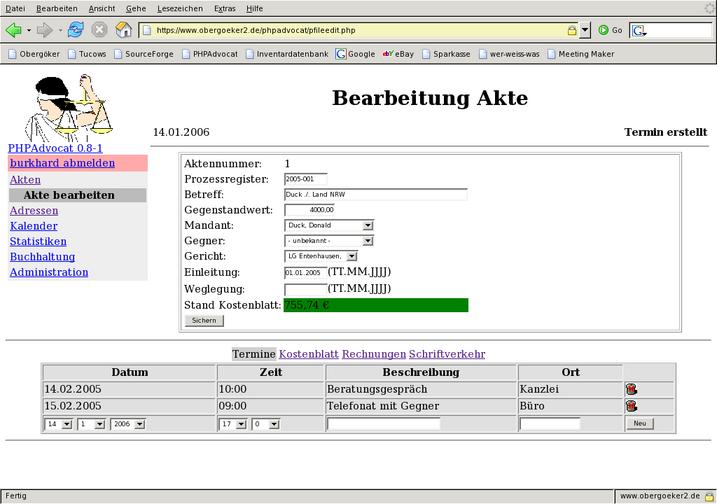 Datei Bearbeiten Ansicht Gehe Lesezeichen Extras Hilfe
https://www.obergoeker2.de/phpadvocat/pfileedit.php Go
Obergöker Tucows SourceForge PHPAdvocat Inventardatenbank Google eBay Sparkasse wer-weiss-was Meeting Maker
Bearbeitung Akte
14.01.2006 Termin erstellt
PHPAdvocat 0.8-1
burkhard abmelden
Akten
Akte bearbeiten
Adressen
Kalender
Statistiken
Buchhaltung
Administration
Aktennummer: 1
Prozessregister: 2005-001
Betreff: Duck ./. Land NRW
Gegenstandwert: 4000,00
Mandant: Duck, Donald
Gegner: - unbekannt -
Gericht: LG Entenhausen,
Einleitung: 01.01.2005 (TT.MM.JJJJ)
Weglegung: (TT.MM.JJJJ)
Stand Kostenblatt: 755,74 €
Sichern
Termine Kostenblatt Rechnungen Schriftverkehr
Datum Zeit Beschreibung Ort
14.02.2005 10:00 Beratungsgespräch Kanzlei
15.02.2005 09:00 Telefonat mit Gegner Büro
14 1 2006 17 0 Neu
Fertig www.obergoeker2.de